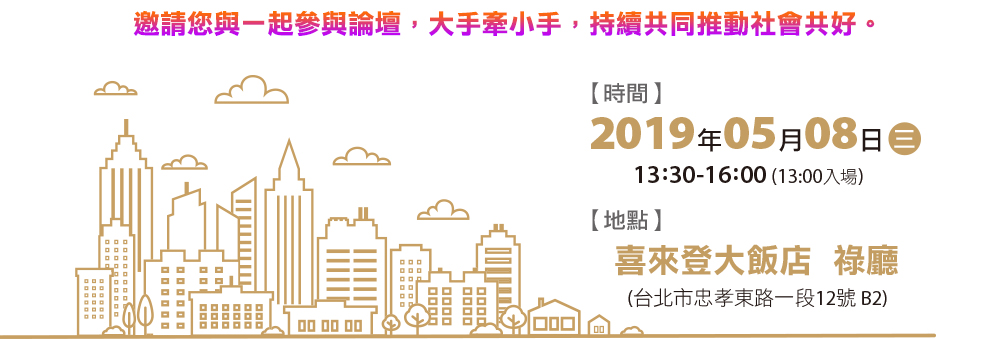 邀請您與一起參與論壇，大手牽小手，持續共同推動社會共好。
【時間】
2019年05月08日 三
13:30-16:00 (13:00入場)
【地點】
喜來登大飯店 祿廳
(台北市忠孝東路一段12號 B2)